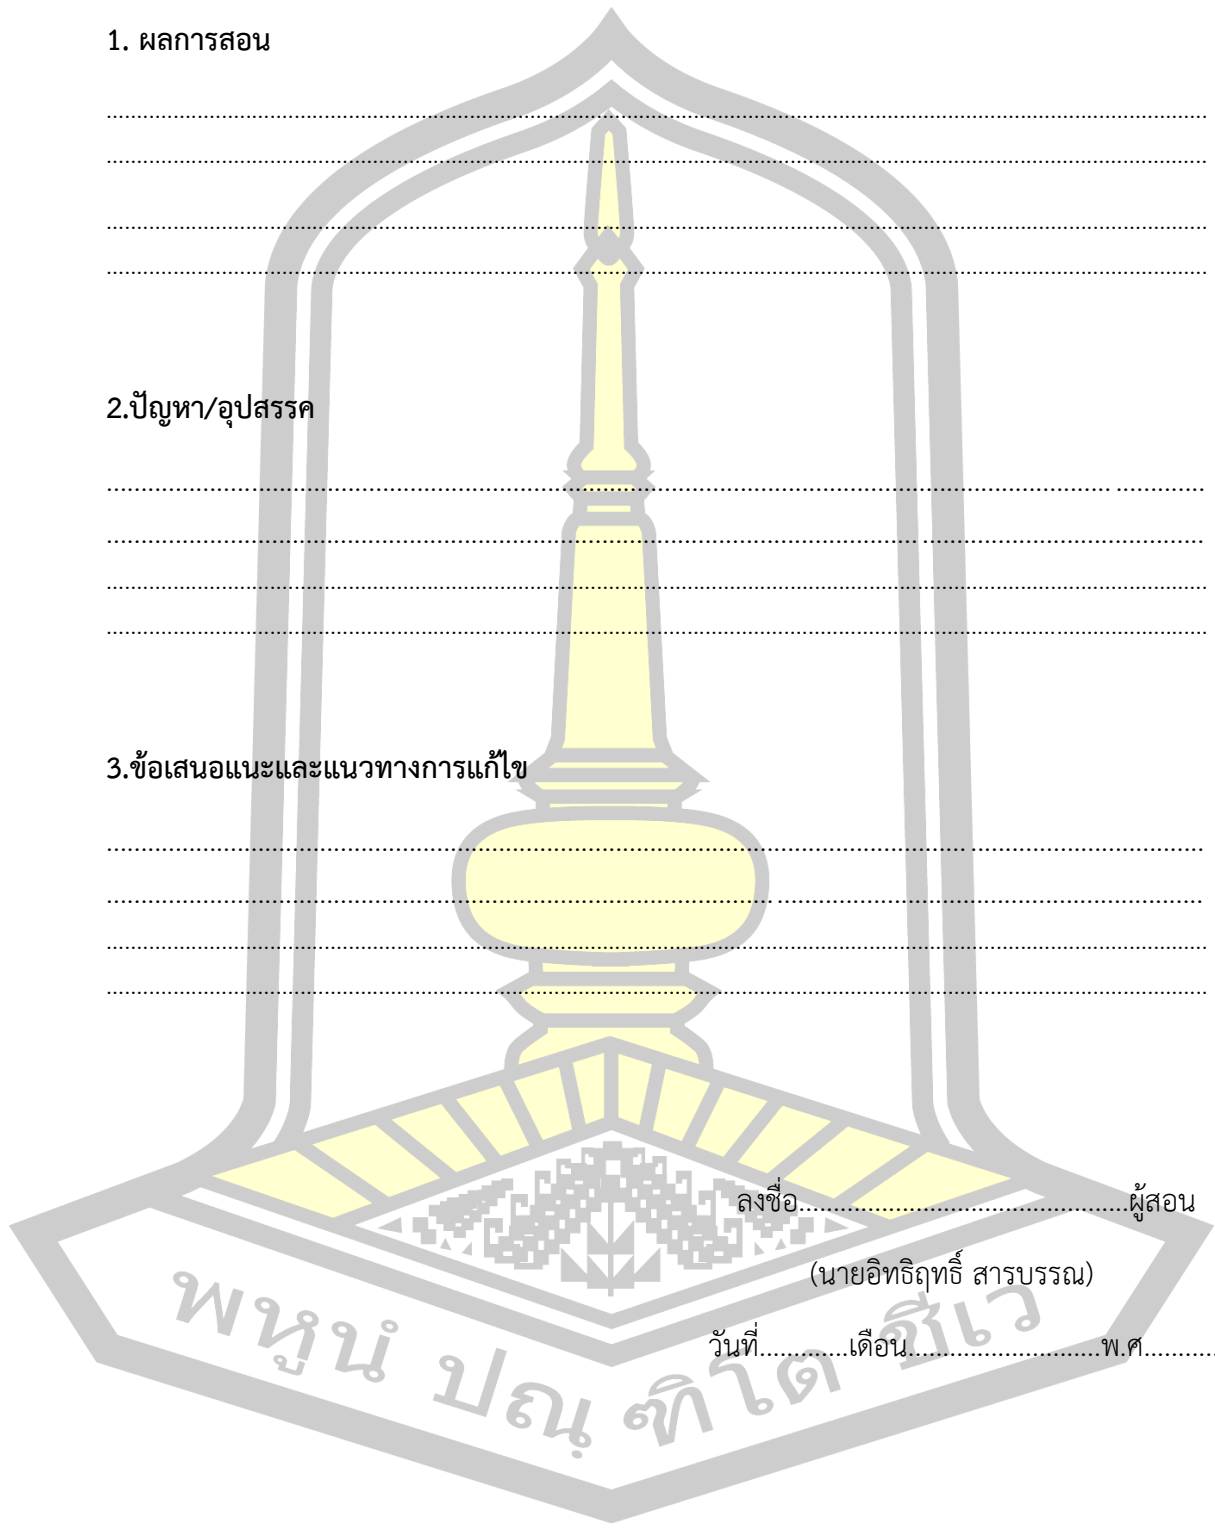 1. ผลการสอน
........................................................................................................................
........................................................................................................................
........................................................................................................................
........................................................................................................................
2.ปัญหา/อุปสรรค
........................................................................................................................
........................................................................................................................
........................................................................................................................
........................................................................................................................
3.ข้อเสนอแนะและแนวทางการแก้ไข
........................................................................................................................
........................................................................................................................
........................................................................................................................
........................................................................................................................
ลงชื่อ................................................ผู้สอน
(นายอิทธิฤทธิ์ สารบรรณ)
วันที่.............เดือน............................พ.ศ...........
พหูนํ ปณฺฑิโต ชีเว